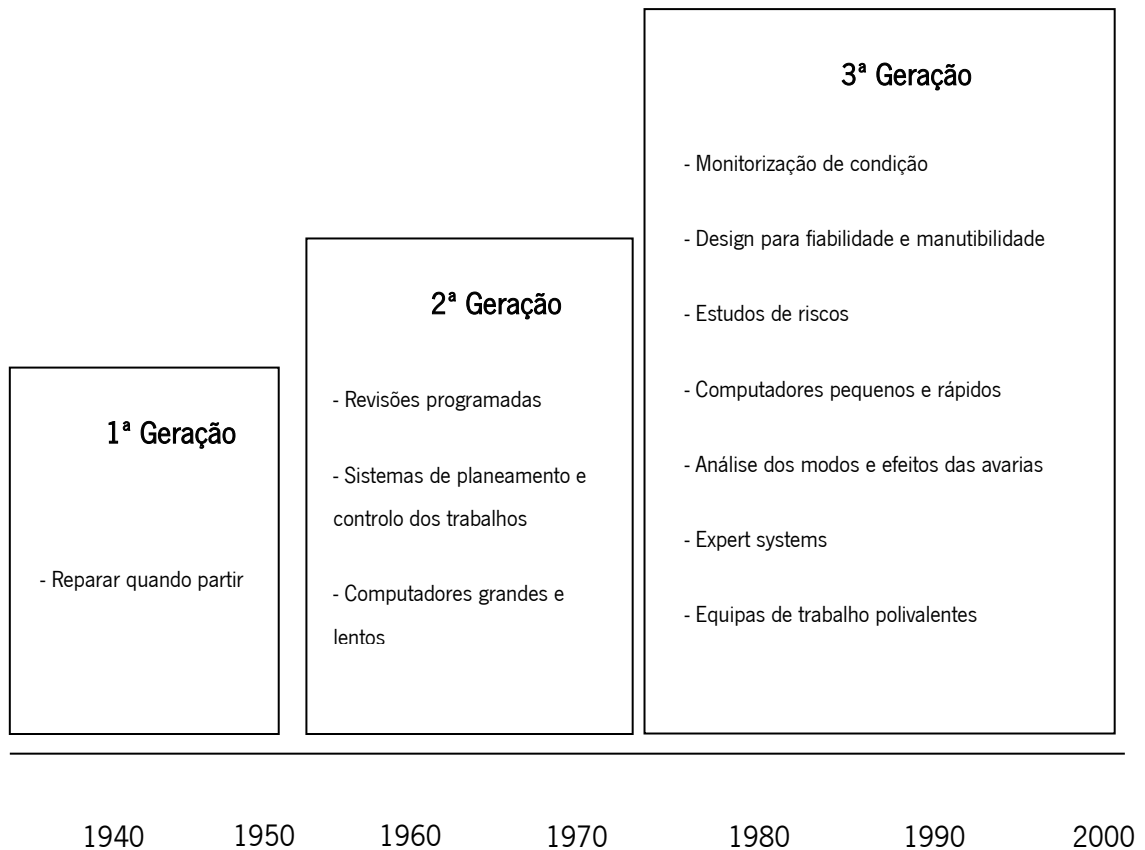 3ª Geração
- Monitorização de condição
- Design para fiabilidade e manutibilidade
- Estudos de riscos
- Computadores pequenos e rápidos
- Análise dos modos e efeitos das avarias
- Expert systems
- Equipas de trabalho polivalentes
2ª Geração
- Revisões programadas
- Sistemas de planeamento e
controlo dos trabalhos
- Computadores grandes e
lentos
1ª Geração
- Reparar quando partir
1940 1950 1960 1970 1980 1990 2000